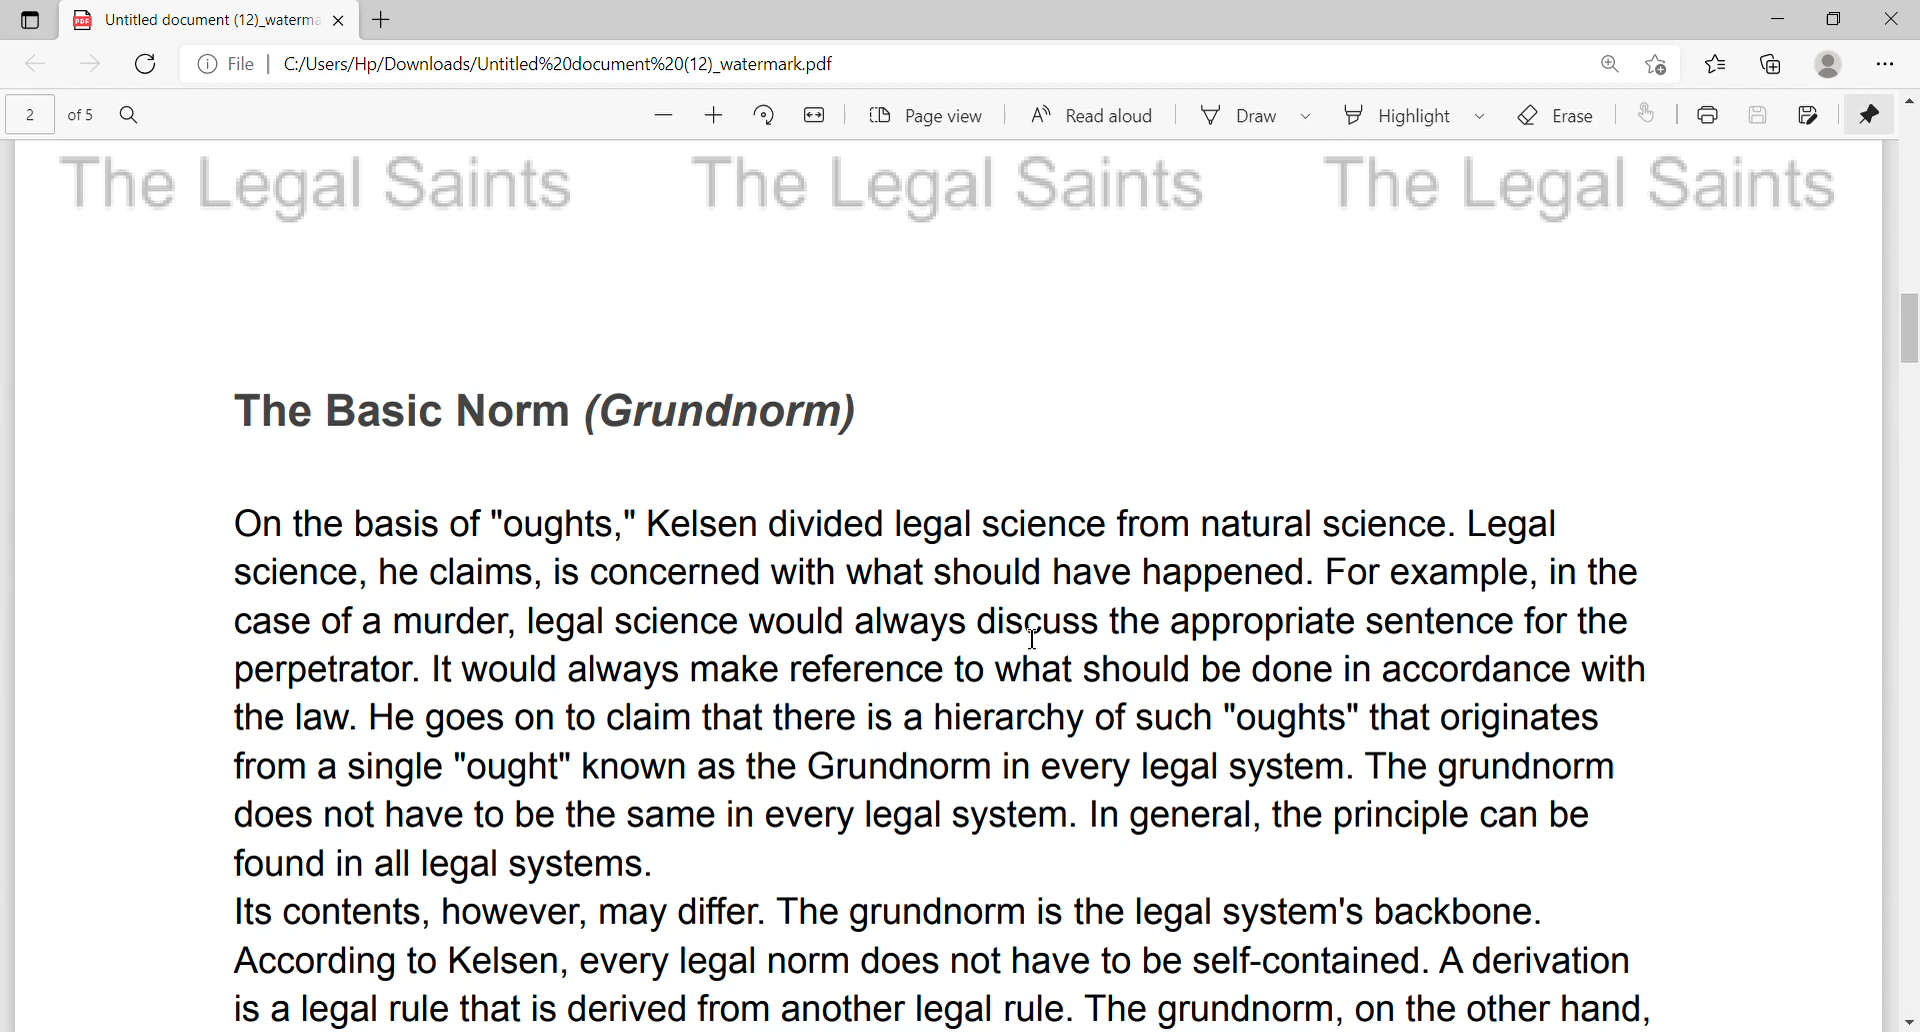 Untitled document (12)_waterma
File C:/Users/Hp/Downloads/Untitled%20document%20(12)_watermark.pdf
2 of 5 Page view Read aloud Draw Highlight Erase
The Legal Saints The Legal Saints The Legal Saints
The Basic Norm (Grundnorm)
On the basis of "oughts," Kelsen divided legal science from natural science. Legal
science, he claims, is concerned with what should have happened. For example, in the
case of a murder, legal science would always discuss the appropriate sentence for the
perpetrator. It would always make reference to what should be done in accordance with
the law. He goes on to claim that there is a hierarchy of such "oughts" that originates
from a single "ought" known as the Grundnorm in every legal system. The grundnorm
does not have to be the same in every legal system. In general, the principle can be
found in all legal systems.
Its contents, however, may differ. The grundnorm is the legal system's backbone.
According to Kelsen, every legal norm does not have to be self-contained. A derivation
is a legal rule that is derived from another legal rule. The grundnorm, on the other hand,